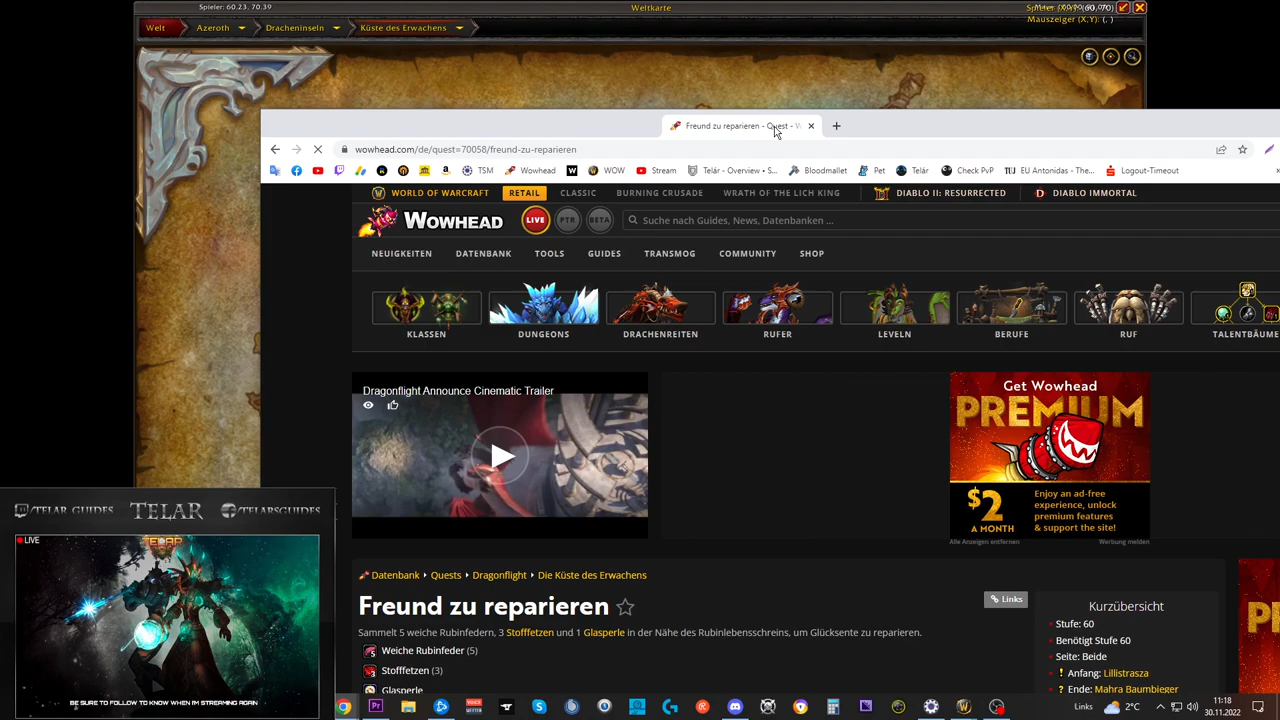 Spieler: 60.23, 70.39
Weltkarte
Mauszeiger (X,Y): (, )
Welt
Azeroth
Dracheninseln
Küste des Erwachens
Freund zu reparieren - Quest - W
wowhead.com/de/quest=70058/freund-zu-reparieren
TSM
Wowhead
WOW
Stream
Telár - Overview • S...
Bloodmallet
Pet
Telár
Check PvP
EU Antonidas - The...
Logout-Timeout
WORLD OF WARCRAFT
RETAIL
CLASSIC
BURNING CRUSADE
WRATH OF THE LICH KING
DIABLO II: RESURRECTED
DIABLO IMMORTAL
WOWHEAD
LIVE
PTR
BETA
Suche nach Guides, News, Datenbanken ...
NEUIGKEITEN
DATENBANK
TOOLS
GUIDES
TRANSMOG
COMMUNITY
SHOP
KLASSEN
DUNGEONS
DRACHENREITEN
RUFER
LEVELN
BERUFE
RUF
TALENTBÄUME
Dragonflight Announce Cinematic Trailer
Get Wowhead
PREMIUM
$2
A MONTH
Enjoy an ad-free
experience, unlock
premium features
& support the site!
Alle Anzeigen entfernen
Werbung melden
/TELAR GUIDES
TELAR
/TELARSGUIDES
LIVE
TELAR
BE SURE TO FOLLOW TO KNOW WHEN I'M STREAMING AGAIN
Datenbank
Quests
Dragonflight
Die Küste des Erwachens
Freund zu reparieren
Links
Sammelt 5 weiche Rubinfedern, 3 Stofffetzen und 1 Glasperle in der Nähe des Rubinlebensschreins, um Glücksente zu reparieren.
Weiche Rubinfeder (5)
Stofffetzen (3)
Glasperle
Kurzübersicht
Stufe: 60
Benötigt Stufe 60
Seite: Beide
Anfang: Lillistrasza
Ende: Mahra Baumbieger
Links
2°C
11:18
30.11.2022